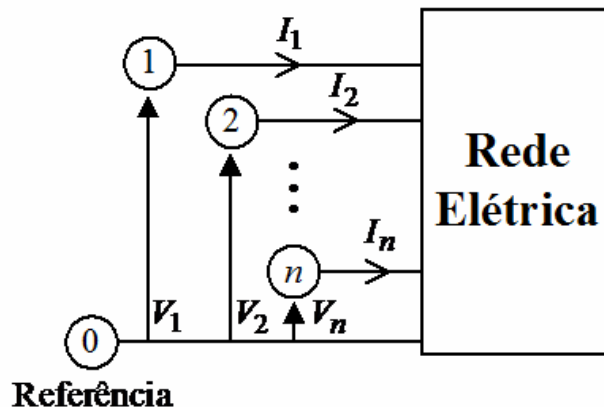 1
I1
2
I2
Rede
Elétrica
n
In
V1
V2
Vn
0
Referência